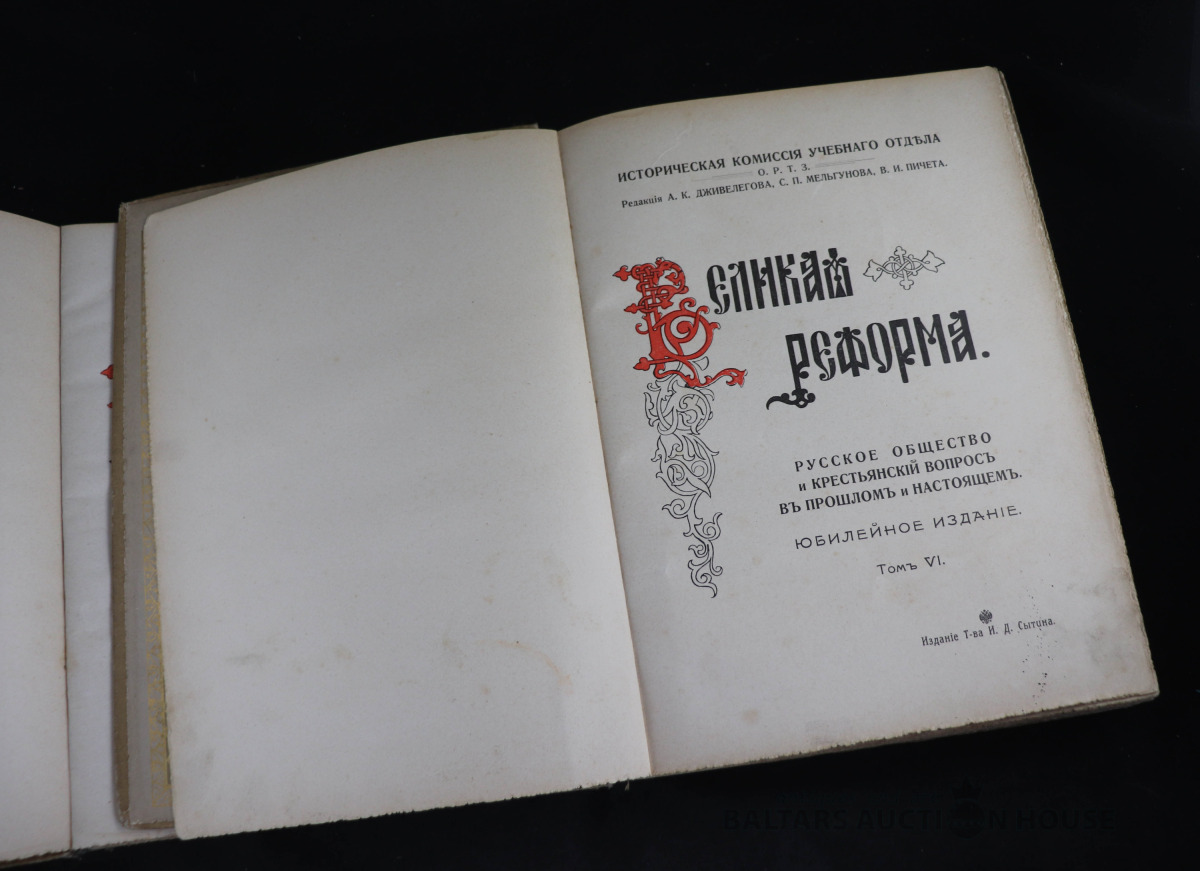 ИСТОРИЧЕСКАЯ КОМИССІЯ УЧЕБНАГО ОТДѢЛА
О. Р. Т. З.
Редакція А. К. ДЖИВЕЛЕГОВА, С. П. МЕЛЬГУНОВА, В. И. ПИЧЕТА.
ВЕЛИКАЯ
РЕФОРМА.
РУССКОЕ ОБЩЕСТВО
и КРЕСТЬЯНСКІЙ ВОПРОСЪ
ВЪ ПРОШЛОМЪ и НАСТОЯЩЕМЪ.
ЮБИЛЕЙНОЕ ИЗДАНІЕ.
Томъ VI.
Изданіе Т-ва И. Д. Сытина.
BALTARS AUCTION HOUSE